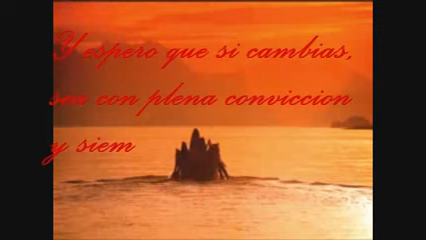 Y espero que si cambias,
sea con plena conviccion
y siem